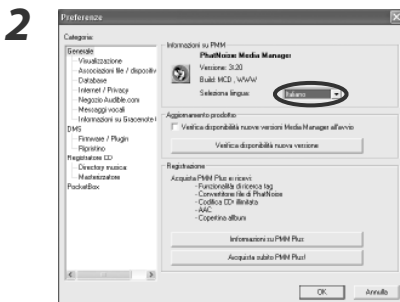 2
Preferenze
Categoria:
Generale
Visualizzazione
Associazioni file / dispositiv
Database
Internet / Privacy
Negozio Audible.com
Messaggi vocali
Informazioni su Gracenote(
DMS
Firmware / Plugin
Ripristino
Registratore CD
Directory musica
Masterizzatore
PocketBox
Informazioni su PMM
PhatNoise Media Manager
Versione: 3.20
Build: MCD , WWW
Seleziona lingua:
Italiano
Aggiornamento prodotto
Verifica disponibilità nuove versioni Media Manager all'avvio
Verifica disponibilità nuova versione
Registrazione
Acquista PMM Plus e ricevi:
- Funzionalità di ricerca tag
- Convertitore file di PhatNoise
- Codifica CD illimitata
- AAC
- Copertina album
Informazioni su PMM Plus
Acquista subito PMM Plus!
OK
Annulla